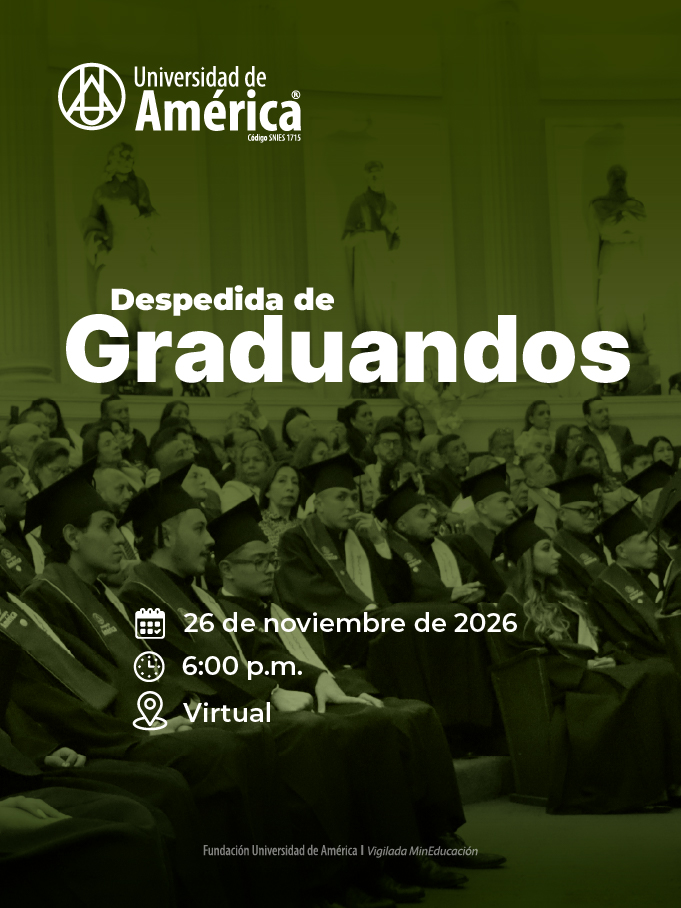 Universidad de
América®
Código SNIES 1715
Despedida de
Graduandos
26 de noviembre de 2026
6:00 p.m.
Virtual
Fundación Universidad de América I Vigilada MinEducación